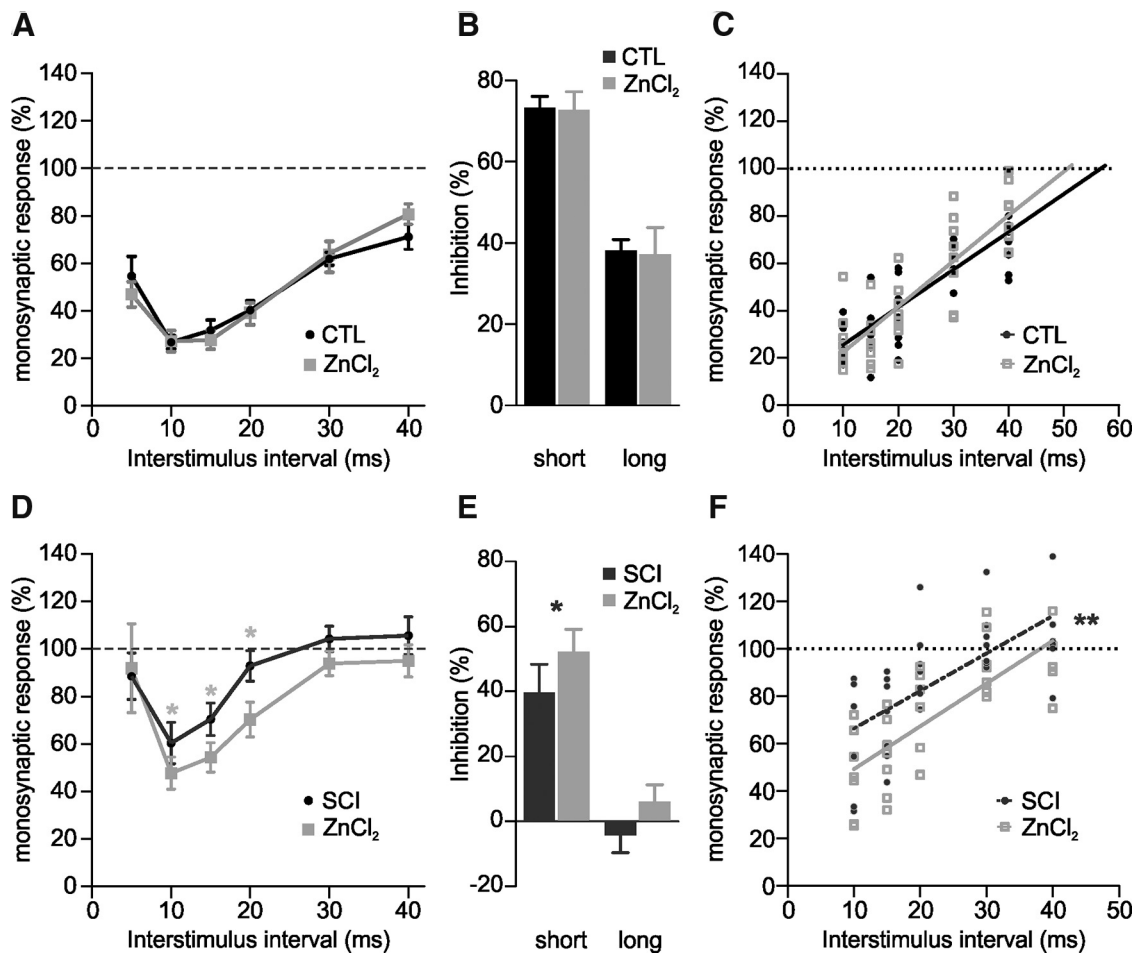 A
monosynaptic response (%)
140
120
100
80
60
40
20
0
CTL
ZnCl₂
0 10 20 30 40
Interstimulus interval (ms)
B
Inhibition (%)
80
60
40
20
0
CTL
ZnCl₂
short long
C
monosynaptic response (%)
140
120
100
80
60
40
20
0
CTL
ZnCl₂
0 10 20 30 40 50 60
Interstimulus interval (ms)
D
monosynaptic response (%)
140
120
100
80
60
40
20
0
* * *
SCI
ZnCl₂
0 10 20 30 40
Interstimulus interval (ms)
E
Inhibition (%)
80
60
40
20
0
-20
SCI
ZnCl₂
*
short long
F
monosynaptic response (%)
140
120
100
80
60
40
20
0
**
SCI
ZnCl₂
0 10 20 30 40 50
Interstimulus interval (ms)